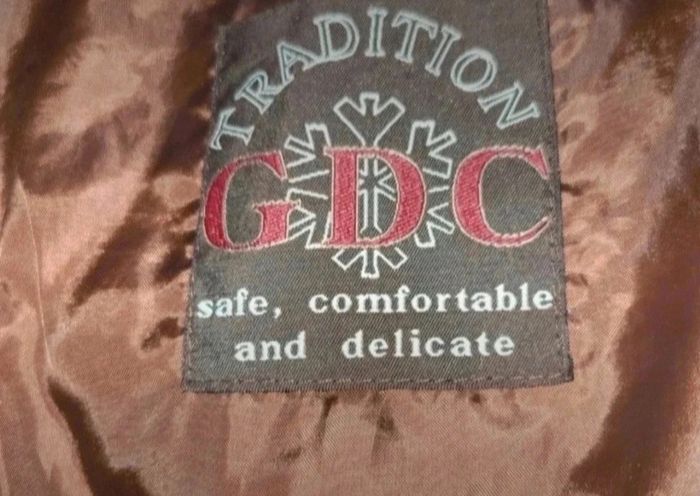 TRADITION
GDC
safe, comfortable
and delicate